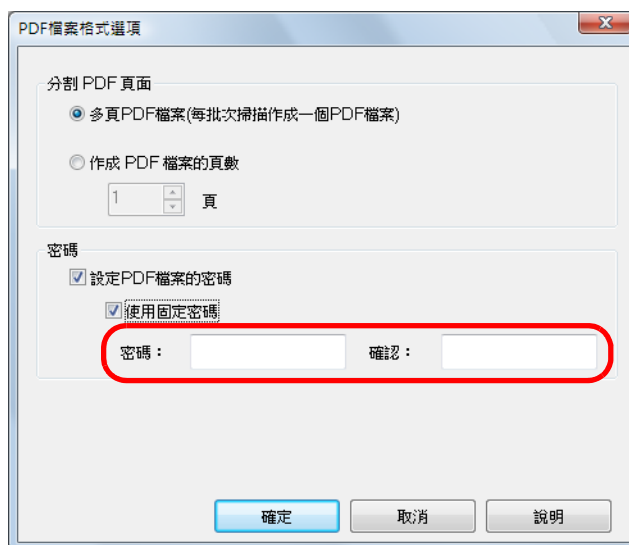 PDF檔案格式選項
分割 PDF 頁面
多頁PDF檔案(每批次掃描作成一個PDF檔案)
作成 PDF 檔案的頁數
1 頁
密碼
設定PDF檔案的密碼
使用固定密碼
密碼： 確認：
確定 取消 說明